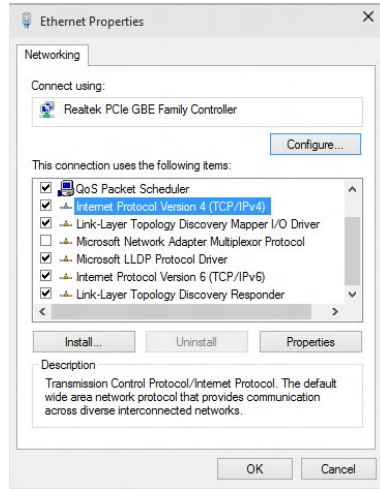 Ethernet Properties
Networking
Connect using:
Realtek PCIe GBE Family Controller
Configure...
This connection uses the following items:
QoS Packet Scheduler
Internet Protocol Version 4 (TCP/IPv4)
Link-Layer Topology Discovery Mapper I/O Driver
Microsoft Network Adapter Multiplexor Protocol
Microsoft LLDP Protocol Driver
Internet Protocol Version 6 (TCP/IPv6)
Link-Layer Topology Discovery Responder
Install... Uninstall Properties
Description
Transmission Control Protocol/Internet Protocol. The default
wide area network protocol that provides communication
across diverse interconnected networks.
OK Cancel